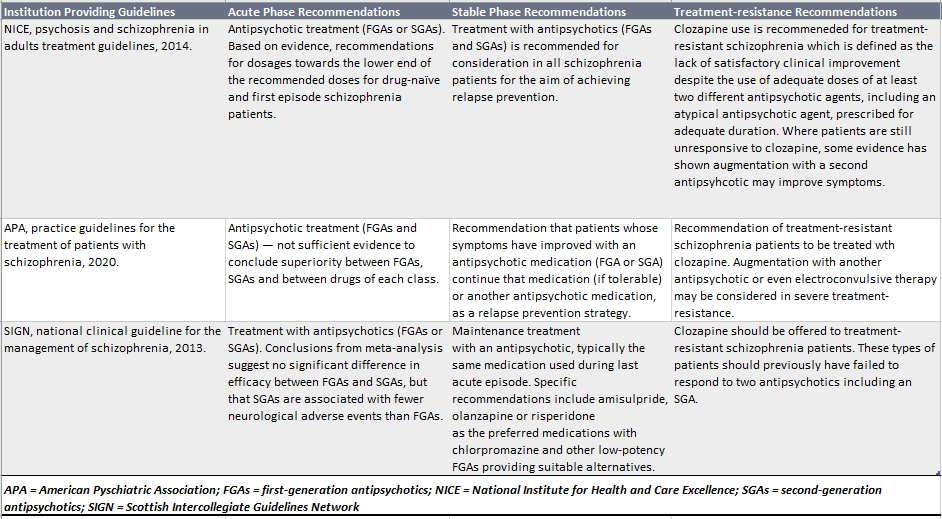 Institution Providing Guidelines
Acute Phase Recommendations
Stable Phase Recommendations
Treatment-resistance Recommendations
NICE, psychosis and schizophrenia in
adults treatment guidelines, 2014.
Antipsychotic treatment (FGAs or SGAs).
Based on evidence, recommendations
for dosages towards the lower end of
the recommended doses for drug-naïve
and first episode schizophrenia
patients.
Treatment with antipsychotics (FGAs
and SGAs) is recommended for
consideration in all schizophrenia
patients for the aim of achieving
relapse prevention.
Clozapine use is recommeneded for treatment-
resistant schizophrenia which is defined as the
lack of satisfactory clinical improvement
despite the use of adequate doses of at least
two different antipsychotic agents, including an
atypical antipsychotic agent, prescribed for
adequate duration. Where patients are still
unresponsive to clozapine, some evidence has
shown augmentation with a second
antipsyhcotic may improve symptoms.
APA, practice guidelines for the
treatment of patients with
schizophrenia, 2020.
Antipsychotic treatment (FGAs and
SGAs) — not sufficient evidence to
conclude superiority between FGAs,
SGAs and between drugs of each class.
Recommendation that patients whose
symptoms have improved with an
antipsychotic medication (FGA or SGA)
continue that medication (if tolerable)
or another antipsychotic medication,
as a relapse prevention strategy.
Recommendation of treatment-resistant
schizophrenia patients to be treated wth
clozapine. Augmentation with another
antipsychotic or even electroconvulsive therapy
may be considered in severe treatment-
resistance.
SIGN, national clinical guideline for the
management of schizophrenia, 2013.
Treatment with antipsychotics (FGAs or
SGAs). Conclusions from meta-analysis
suggest no significant difference in
efficacy between FGAs and SGAs, but
that SGAs are associated with fewer
neurological adverse events than FGAs.
Maintenance treatment
with an antipsychotic, typically the
same medication used during last
acute episode. Specific
recommendations include amisulpride,
olanzapine or risperidone
as the preferred medications with
chlorpromazine and other low-potency
FGAs providing suitable alternatives.
Clozapine should be offered to treatment-
resistant schizophrenia patients. These types of
patients should previously have failed to
respond to two antipsychotics including an
SGA.
APA = American Pyschiatric Association; FGAs = first-generation antipsychotics; NICE = National Institute for Health and Care Excellence; SGAs = second-generation
antipsychotics; SIGN = Scottish Intercollegiate Guidelines Network